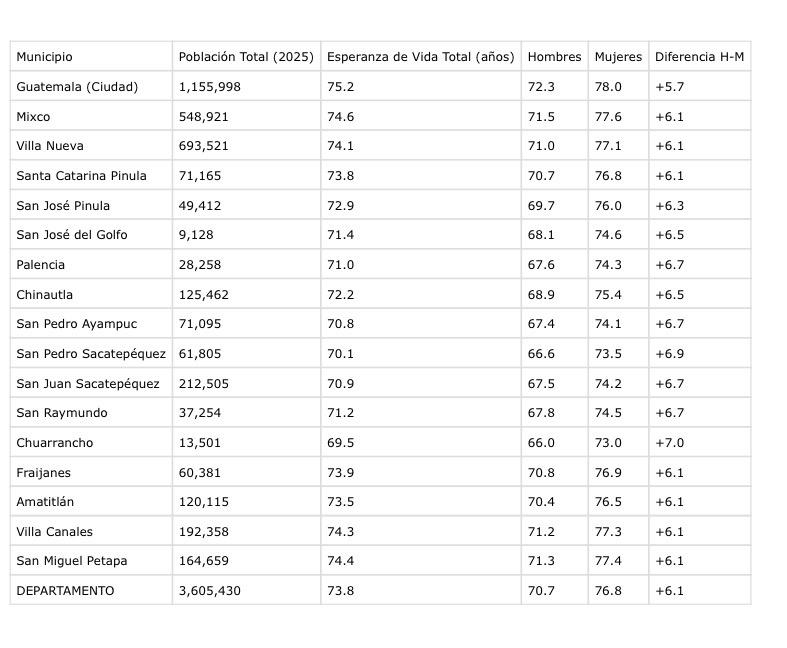 Municipio Población Total (2025) Esperanza de Vida Total (años) Hombres Mujeres Diferencia H-M
Guatemala (Ciudad) 1,155,998 75.2 72.3 78.0 +5.7
Mixco 548,921 74.6 71.5 77.6 +6.1
Villa Nueva 693,521 74.1 71.0 77.1 +6.1
Santa Catarina Pinula 71,165 73.8 70.7 76.8 +6.1
San José Pinula 49,412 72.9 69.7 76.0 +6.3
San José del Golfo 9,128 71.4 68.1 74.6 +6.5
Palencia 28,258 71.0 67.6 74.3 +6.7
Chinautla 125,462 72.2 68.9 75.4 +6.5
San Pedro Ayampuc 71,095 70.8 67.4 74.1 +6.7
San Pedro Sacatepéquez 61,805 70.1 66.6 73.5 +6.9
San Juan Sacatepéquez 212,505 70.9 67.5 74.2 +6.7
San Raymundo 37,254 71.2 67.8 74.5 +6.7
Chuarrancho 13,501 69.5 66.0 73.0 +7.0
Fraijanes 60,381 73.9 70.8 76.9 +6.1
Amatitlán 120,115 73.5 70.4 76.5 +6.1
Villa Canales 192,358 74.3 71.2 77.3 +6.1
San Miguel Petapa 164,659 74.4 71.3 77.4 +6.1
DEPARTAMENTO 3,605,430 73.8 70.7 76.8 +6.1